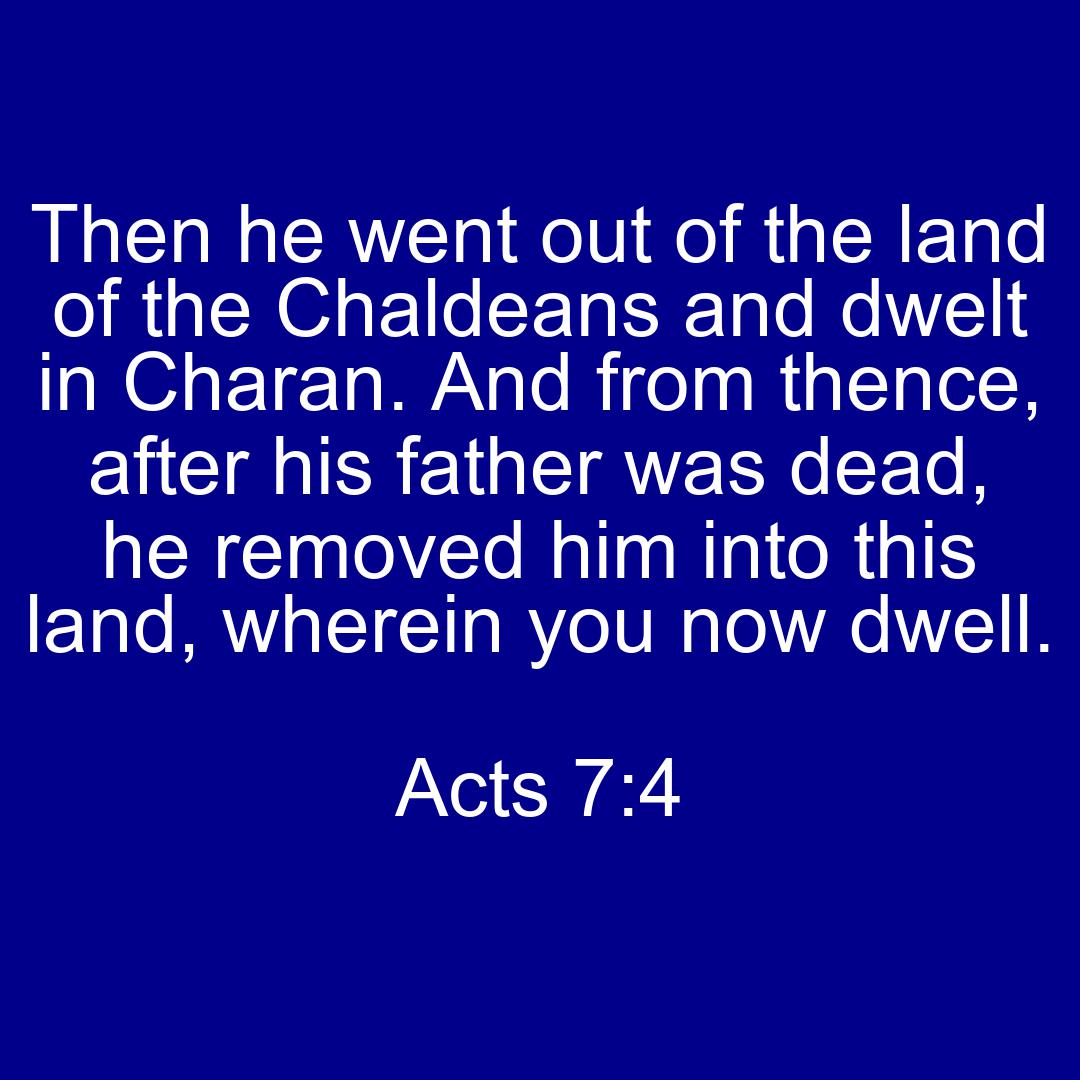 Then he went out of the land
of the Chaldeans and dwelt
in Charan. And from thence,
after his father was dead,
he removed him into this
land, wherein you now dwell.
Acts 7:4